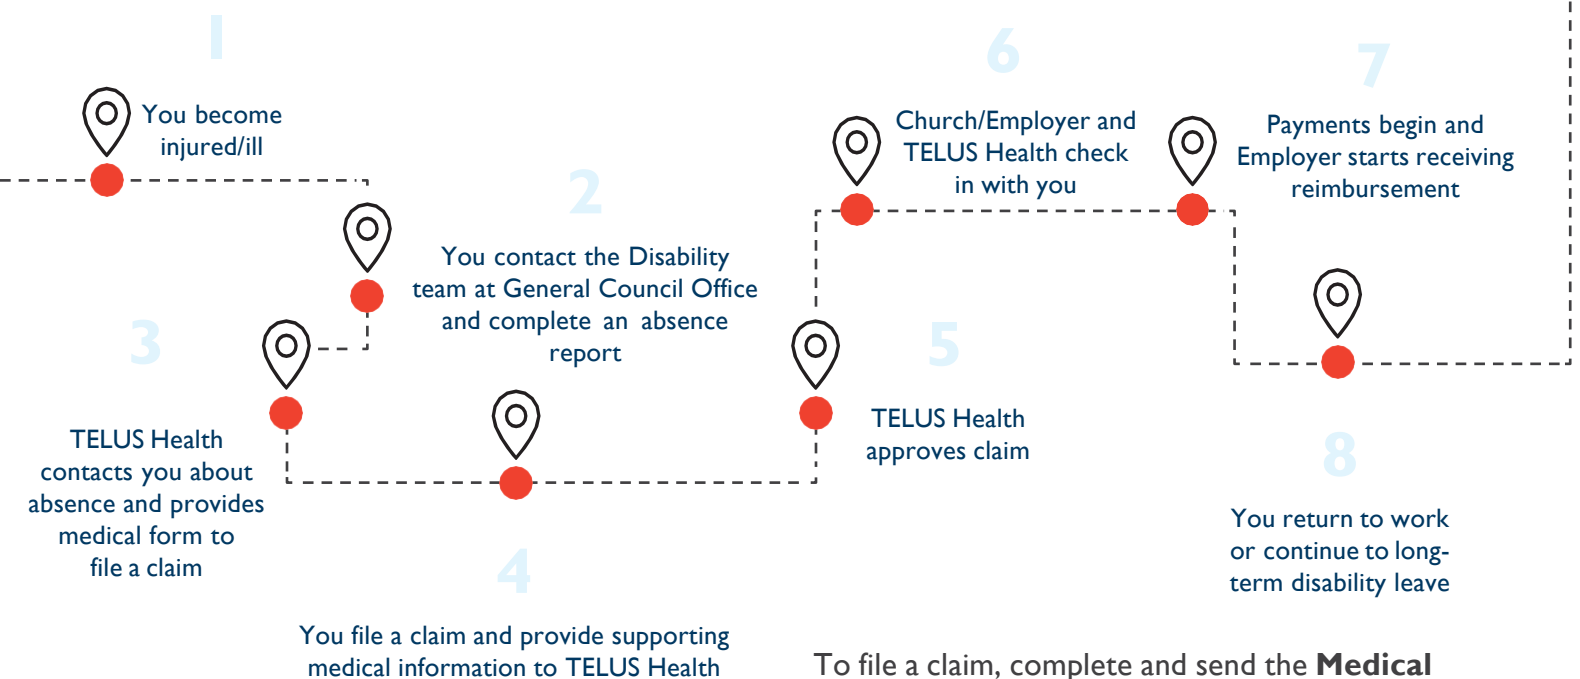 1
You become
injured/ill
2
You contact the Disability
team at General Council Office
and complete an absence
report
3
TELUS Health
contacts you about
absence and provides
medical form to
file a claim
4
You file a claim and provide supporting
medical information to TELUS Health
5
TELUS Health
approves claim
6
Church/Employer and
TELUS Health check
in with you
7
Payments begin and
Employer starts receiving
reimbursement
8
You return to work
or continue to long-
term disability leave
To file a claim, complete and send the Medical